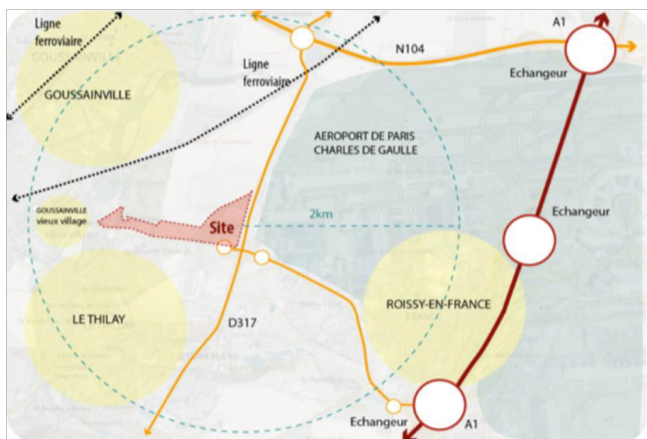 Ligne
ferroviaire
A1
N104
Ligne
ferroviaire
Echangeur
GOUSSAINVILLE
AEROPORT DE PARIS
CHARLES DE GAULLE
GOUSSAINVILLE
vieux village
Site
2km
Echangeur
ROISSY-EN-FRANCE
LE THILAY
D317
Echangeur
A1